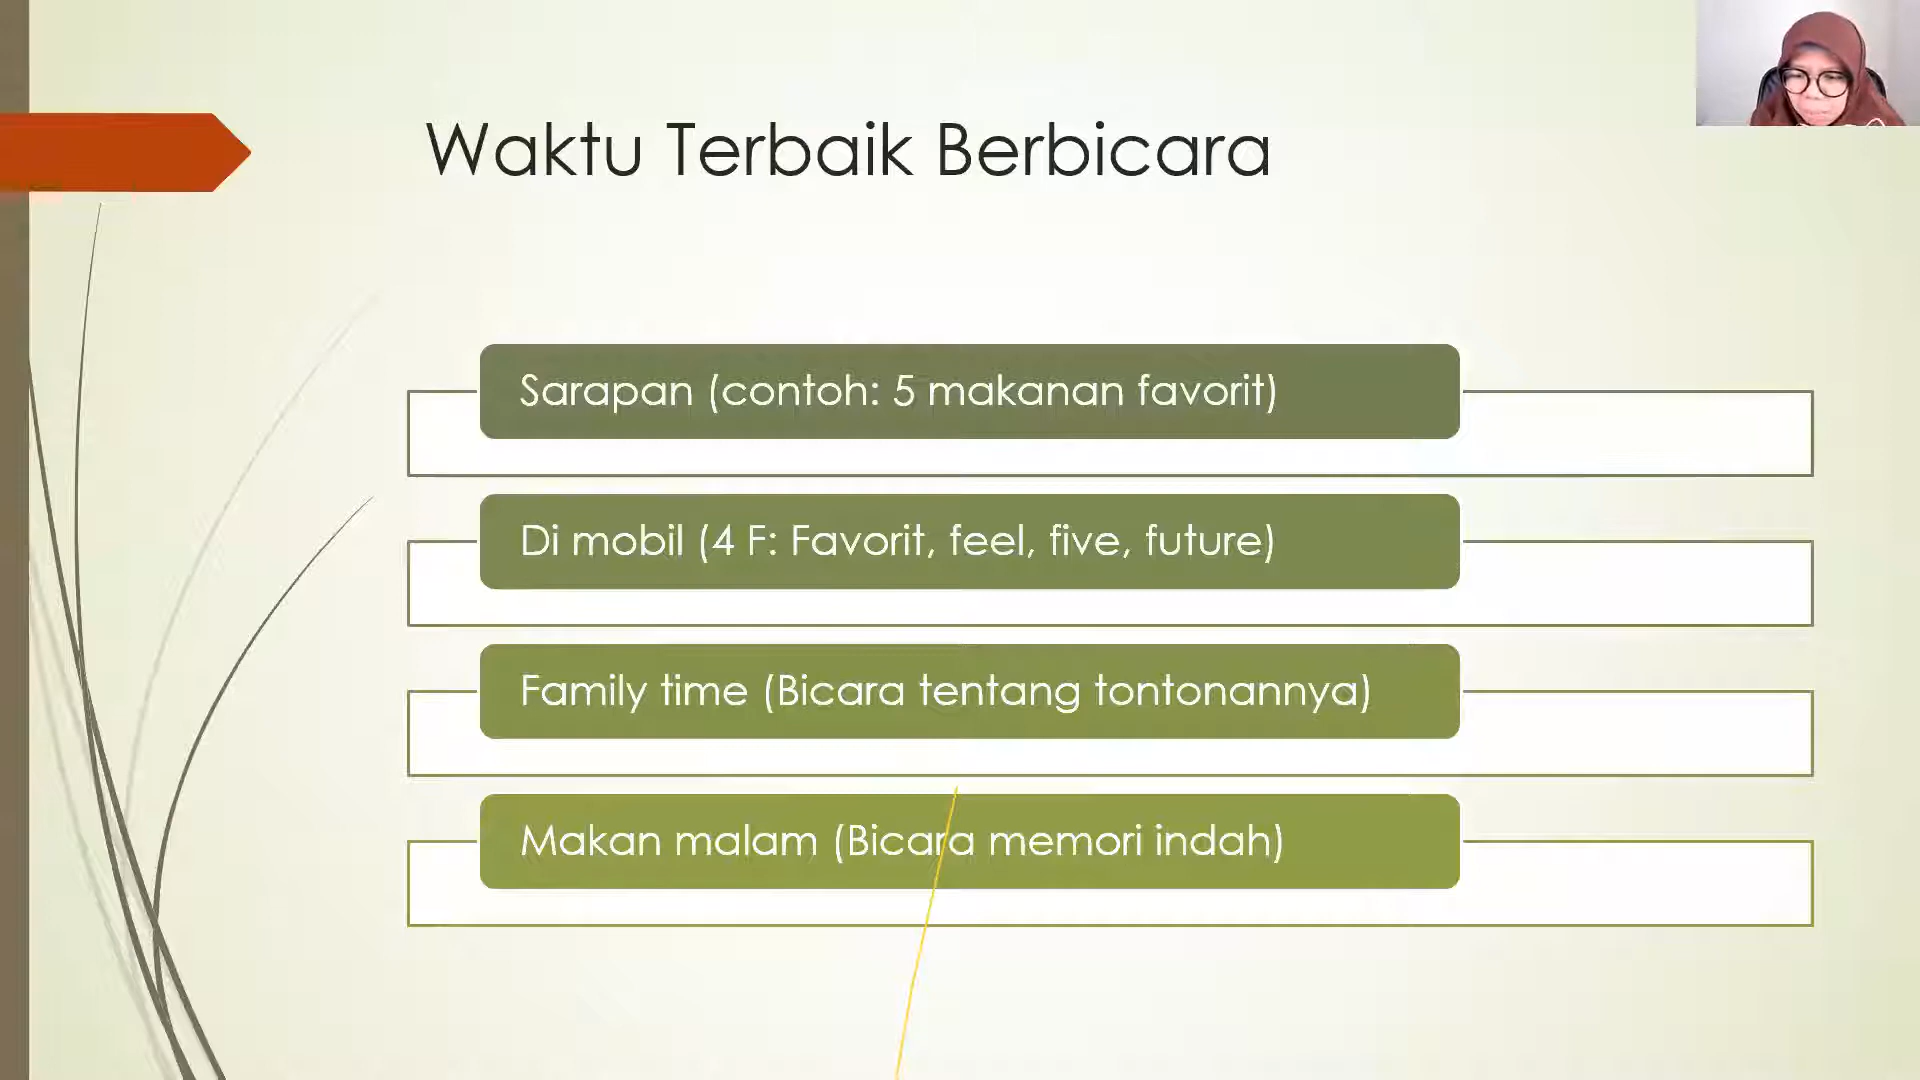 Waktu Terbaik Berbicara
Sarapan (contoh: 5 makanan favorit)
Di mobil (4 F: Favorit, feel, five, future)
Family time (Bicara tentang tontonannya)
Makan malam (Bicara memori indah)